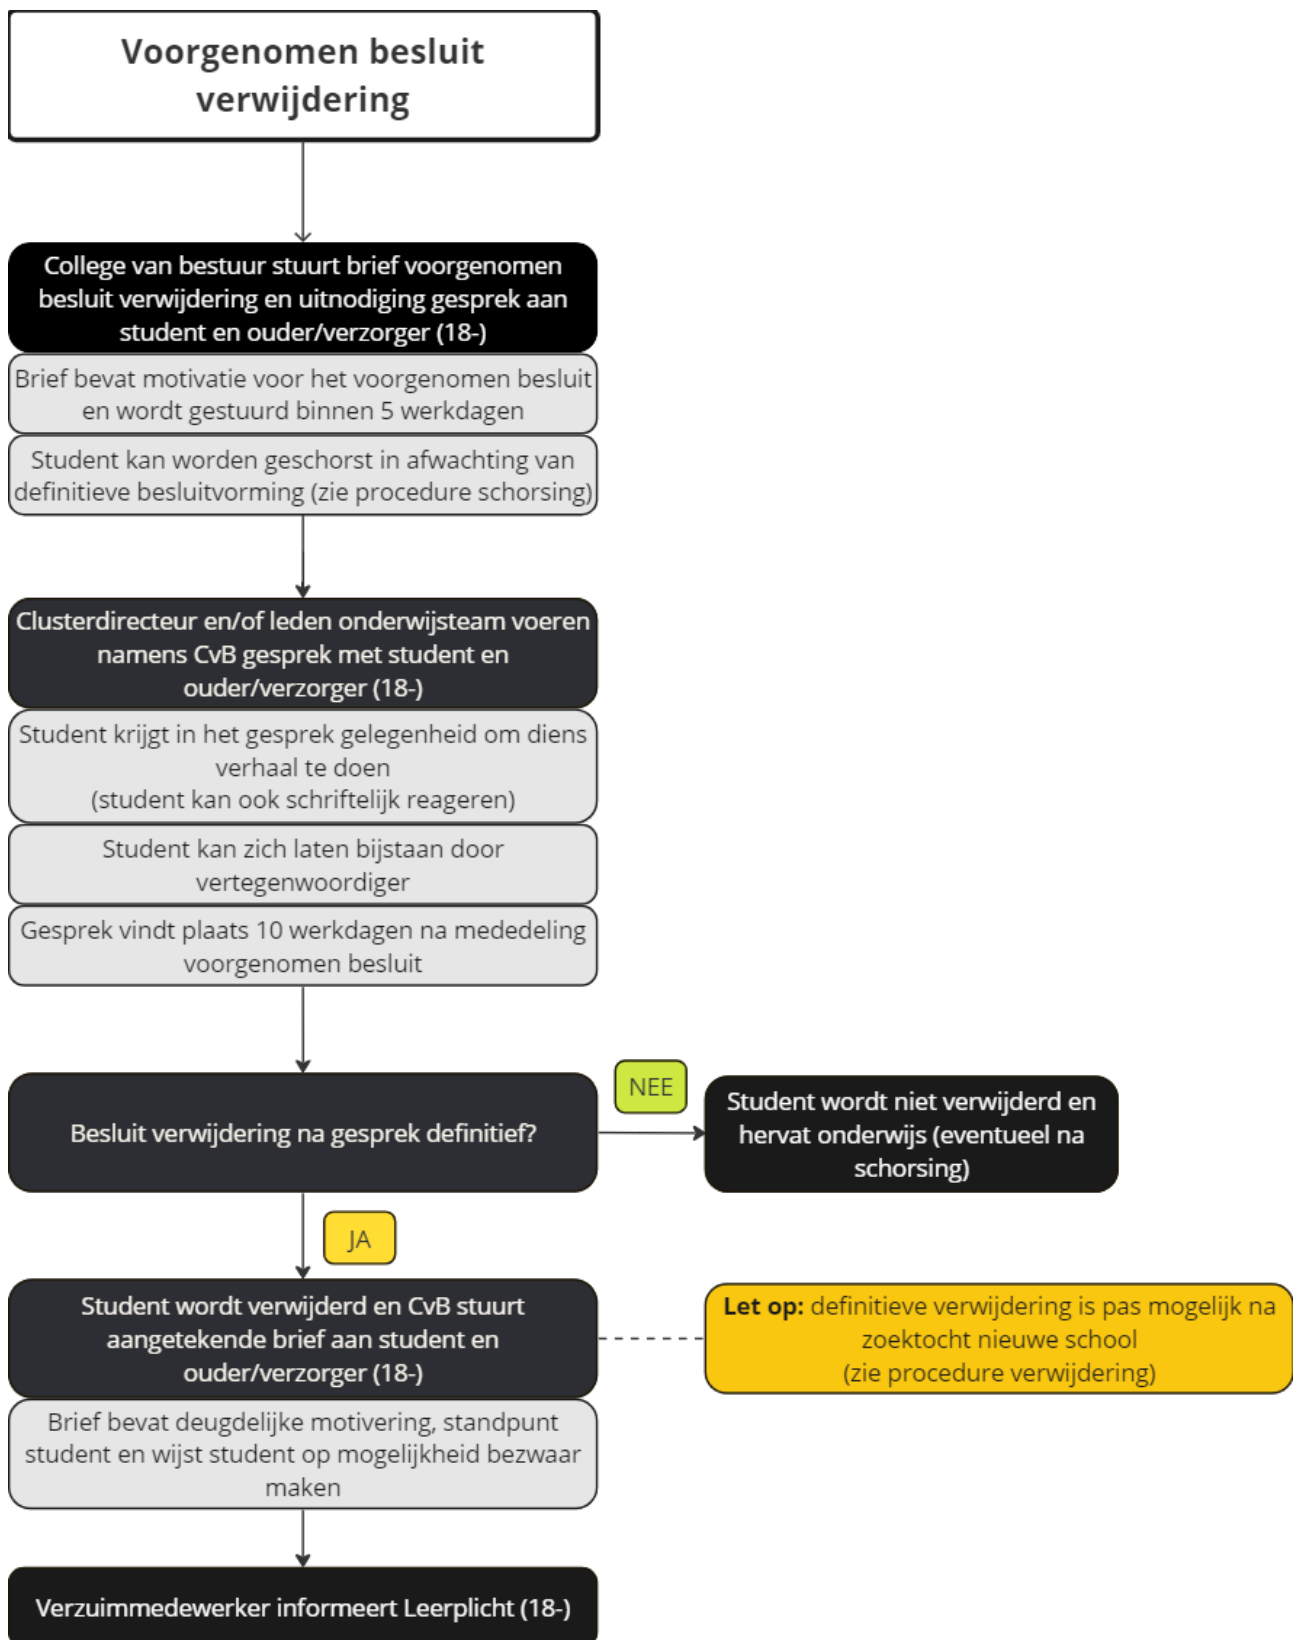 Voorgenomen besluit
verwijdering
College van bestuur stuurt brief voorgenomen
besluit verwijdering en uitnodiging gesprek aan
student en ouder/verzorger (18-)
Brief bevat motivatie voor het voorgenomen besluit
en wordt gestuurd binnen 5 werkdagen
Student kan worden geschorst in afwachting van
definitieve besluitvorming (zie procedure schorsing)
Clusterdirecteur en/of leden onderwijsteam voeren
namens CvB gesprek met student en
ouder/verzorger (18-)
Student krijgt in het gesprek gelegenheid om diens
verhaal te doen
(student kan ook schriftelijk reageren)
Student kan zich laten bijstaan door
vertegenwoordiger
Gesprek vindt plaats 10 werkdagen na mededeling
voorgenomen besluit
Besluit verwijdering na gesprek definitief?
NEE
Student wordt niet verwijderd en
hervat onderwijs (eventueel na
schorsing)
JA
Student wordt verwijderd en CvB stuurt
aangetekende brief aan student en
ouder/verzorger (18-)
Let op: definitieve verwijdering is pas mogelijk na
zoektocht nieuwe school
(zie procedure verwijdering)
Brief bevat deugdelijke motivering, standpunt
student en wijst student op mogelijkheid bezwaar
maken
Verzuimmedewerker informeert Leerplicht (18-)